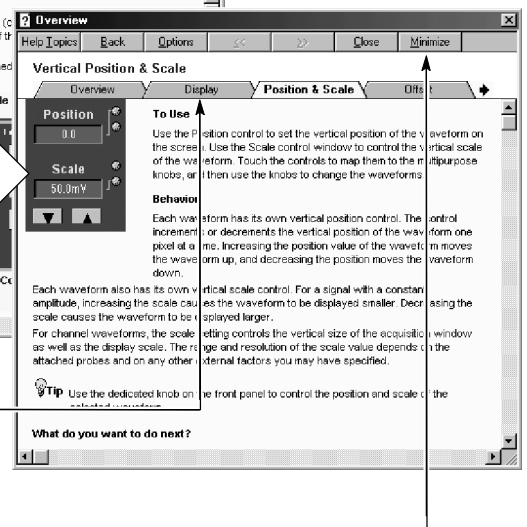 Overview
Help Topics Back Options << >> Close Minimize
Vertical Position & Scale
Overview Display Position & Scale Offset
Position
0.0
Scale
50.0mV
To Use
Use the Position control to set the vertical position of the waveform on
the screen. Use the Scale control window to control the vertical scale
of the waveform. Touch the controls to map them to the multipurpose
knobs, and then use the knobs to change the waveforms.
Behavior
Each waveform has its own vertical position control. The control
increments or decrements the vertical position of the waveform one
pixel at a time. Increasing the position value of the waveform moves
the waveform up, and decreasing the position moves the waveform
down.
Each waveform also has its own vertical scale control. For a signal with a constant
amplitude, increasing the scale causes the waveform to be displayed smaller. Decreasing the
scale causes the waveform to be displayed larger.
For channel waveforms, the scale setting controls the vertical size of the acquisition window
as well as the display scale. The range and resolution of the scale value depends on the
attached probes and on any other external factors you may have specified.
Tip Use the dedicated knob on the front panel to control the position and scale of the
selected waveform.
What do you want to do next?